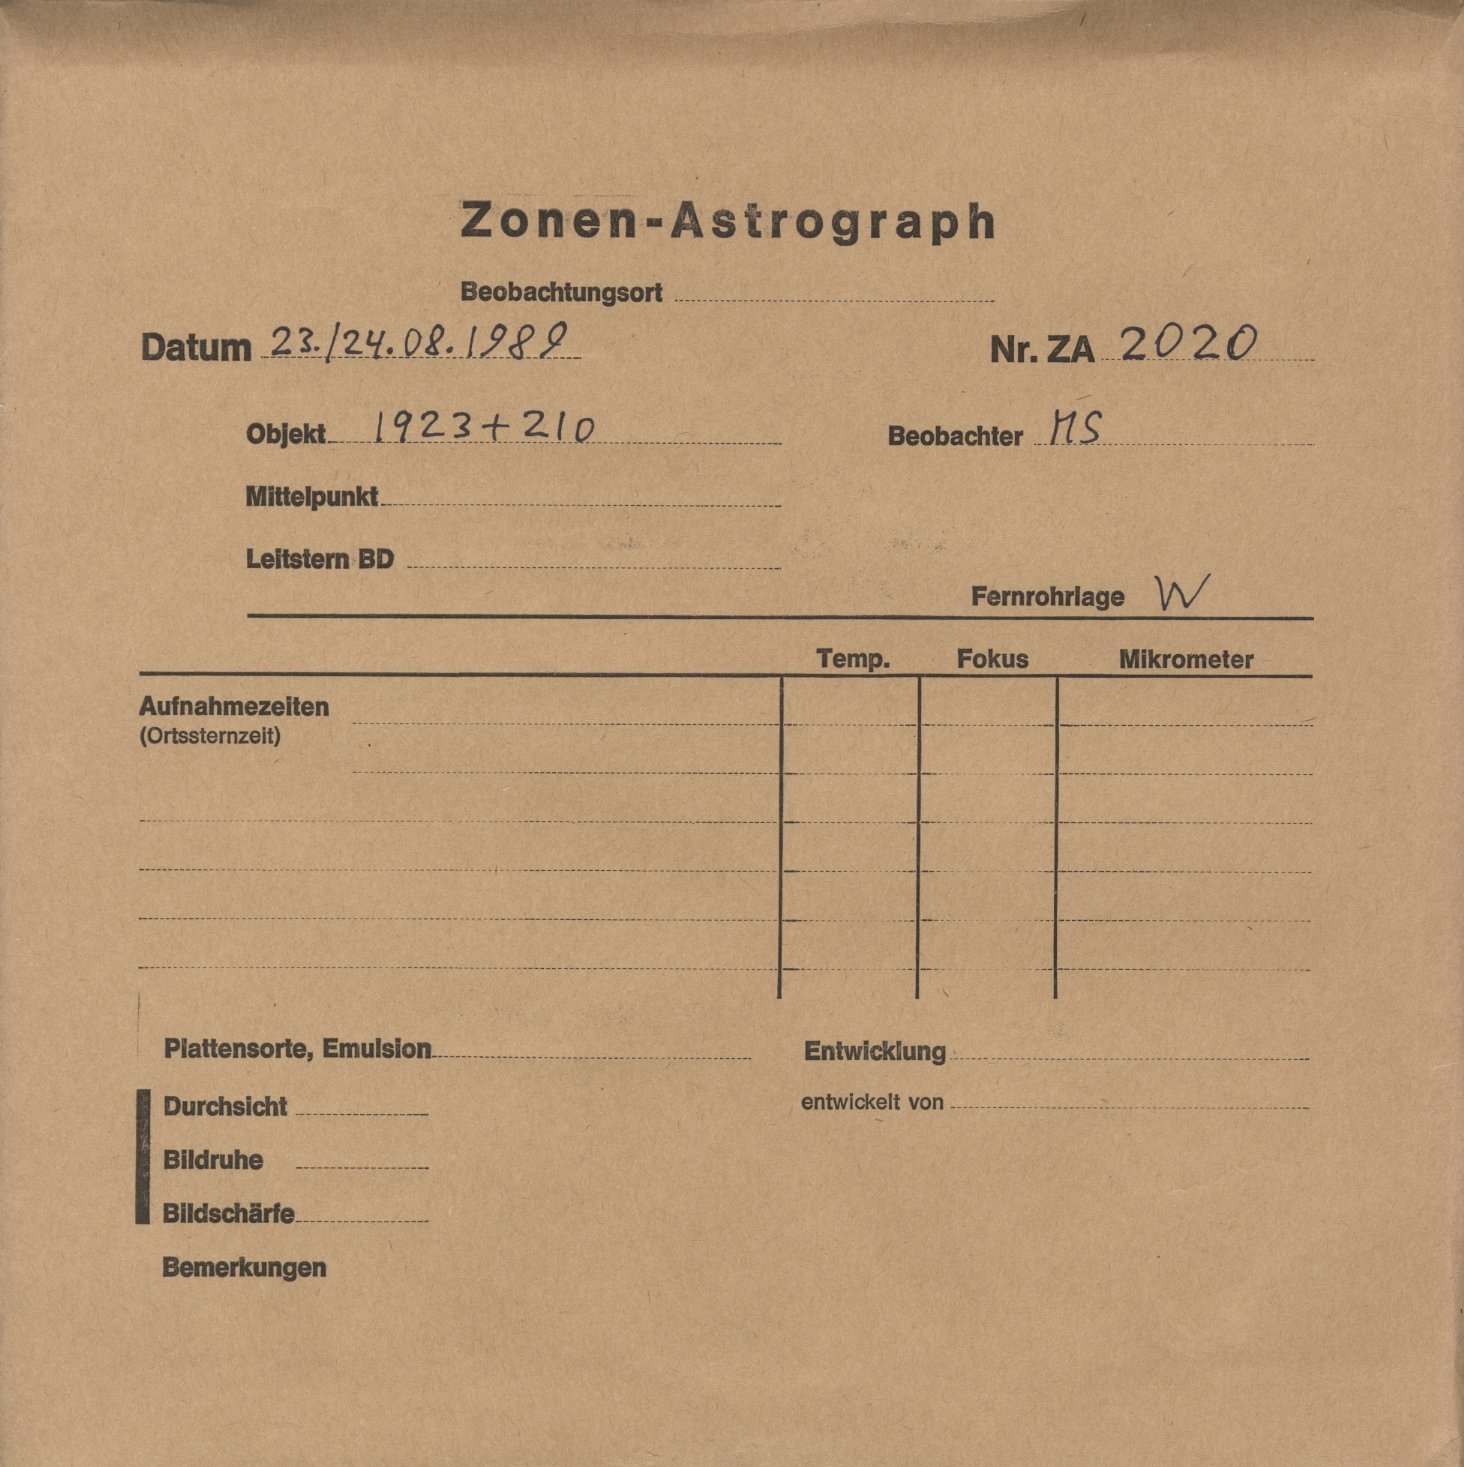 Zonen-Astrograph
Beobachtungsort
Datum 23./24.08.1989 Nr. ZA 2020
Objekt 1923+210 Beobachter MS
Mittelpunkt
Leitstern BD
Fernrohrlage W
Temp. Fokus Mikrometer
Aufnahmezeiten
(Ortssternzeit)
Plattensorte, Emulsion Entwicklung
Durchsicht entwickelt von
Bildruhe
Bildschärfe
Bemerkungen